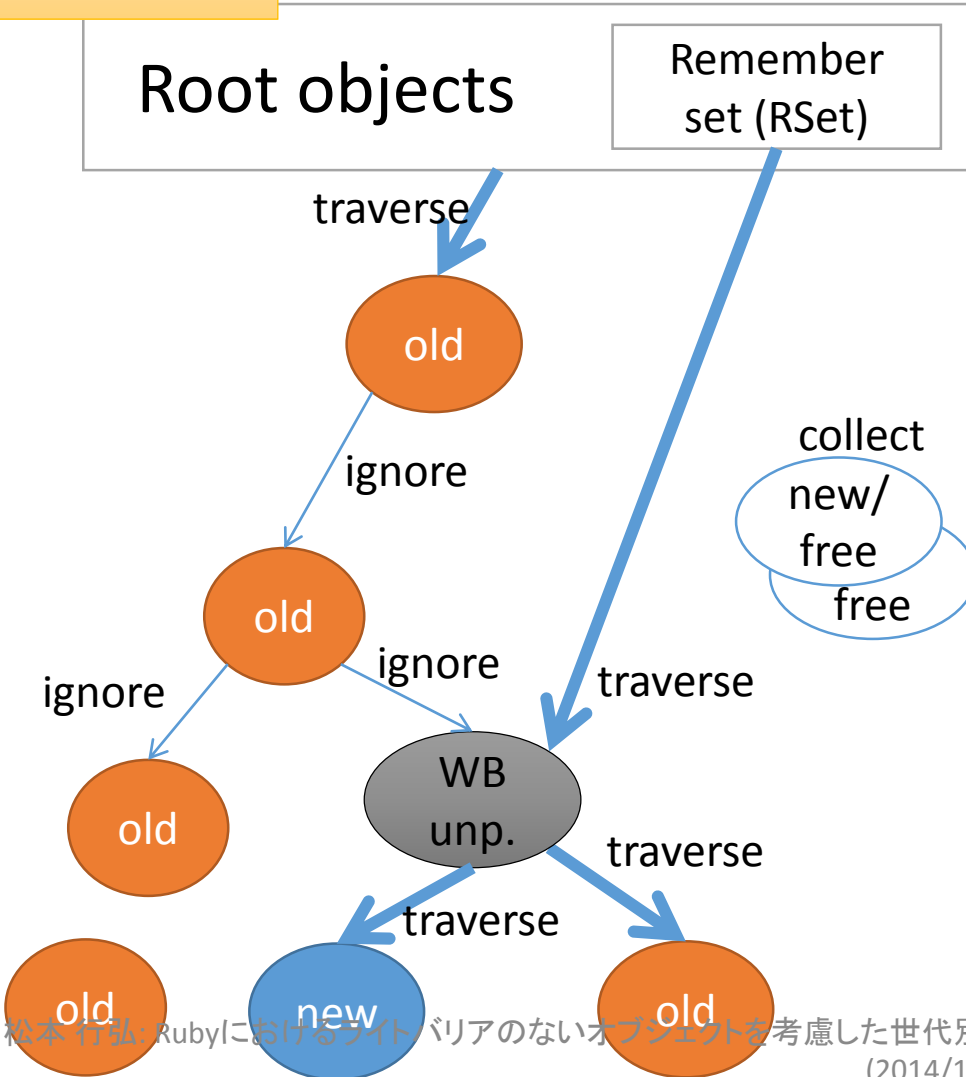 Root objects
Remember
set (RSet)
traverse
old
ignore
collect
new/
free
free
old
ignore
ignore
traverse
old
WB
unp.
traverse
traverse
old
new
old
松本 行弘: Rubyにおけるライトバリアのないオブジェクトを考慮した世代別
(2014/1